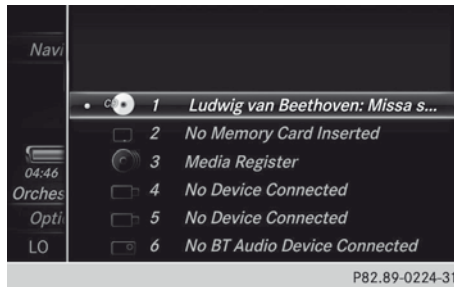 Navi
CD 1 Ludwig van Beethoven: Missa s...
2 No Memory Card Inserted
3 Media Register
04:46
Orches
4 No Device Connected
Opti
5 No Device Connected
LO
6 No BT Audio Device Connected
P82.89-0224-31